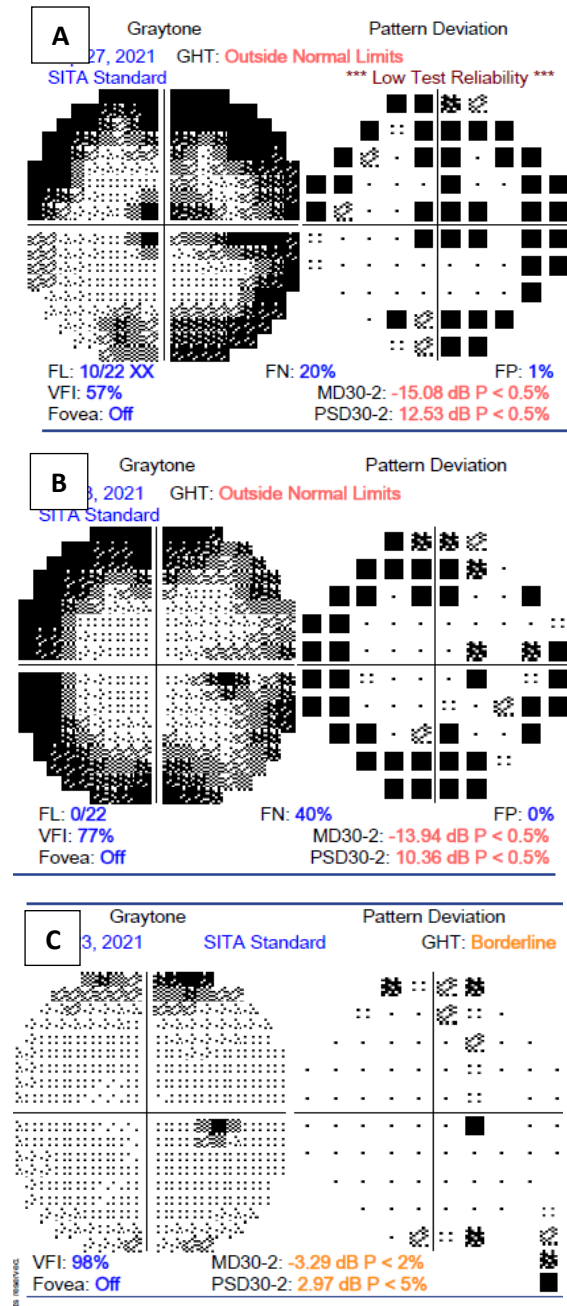 A
Graytone Pattern Deviation
27, 2021 GHT: Outside Normal Limits
SITA Standard *** Low Test Reliability ***
FL: 10/22 XX FN: 20% FP: 1%
VFI: 57% MD30-2: -15.08 dB P < 0.5%
Fovea: Off PSD30-2: 12.53 dB P < 0.5%
B
Graytone Pattern Deviation
3, 2021 GHT: Outside Normal Limits
SITA Standard
FL: 0/22 FN: 40% FP: 0%
VFI: 77% MD30-2: -13.94 dB P < 0.5%
Fovea: Off PSD30-2: 10.36 dB P < 0.5%
C
Graytone Pattern Deviation
3, 2021 SITA Standard GHT: Borderline
VFI: 98% MD30-2: -3.29 dB P < 2%
Fovea: Off PSD30-2: 2.97 dB P < 5%
reserved.